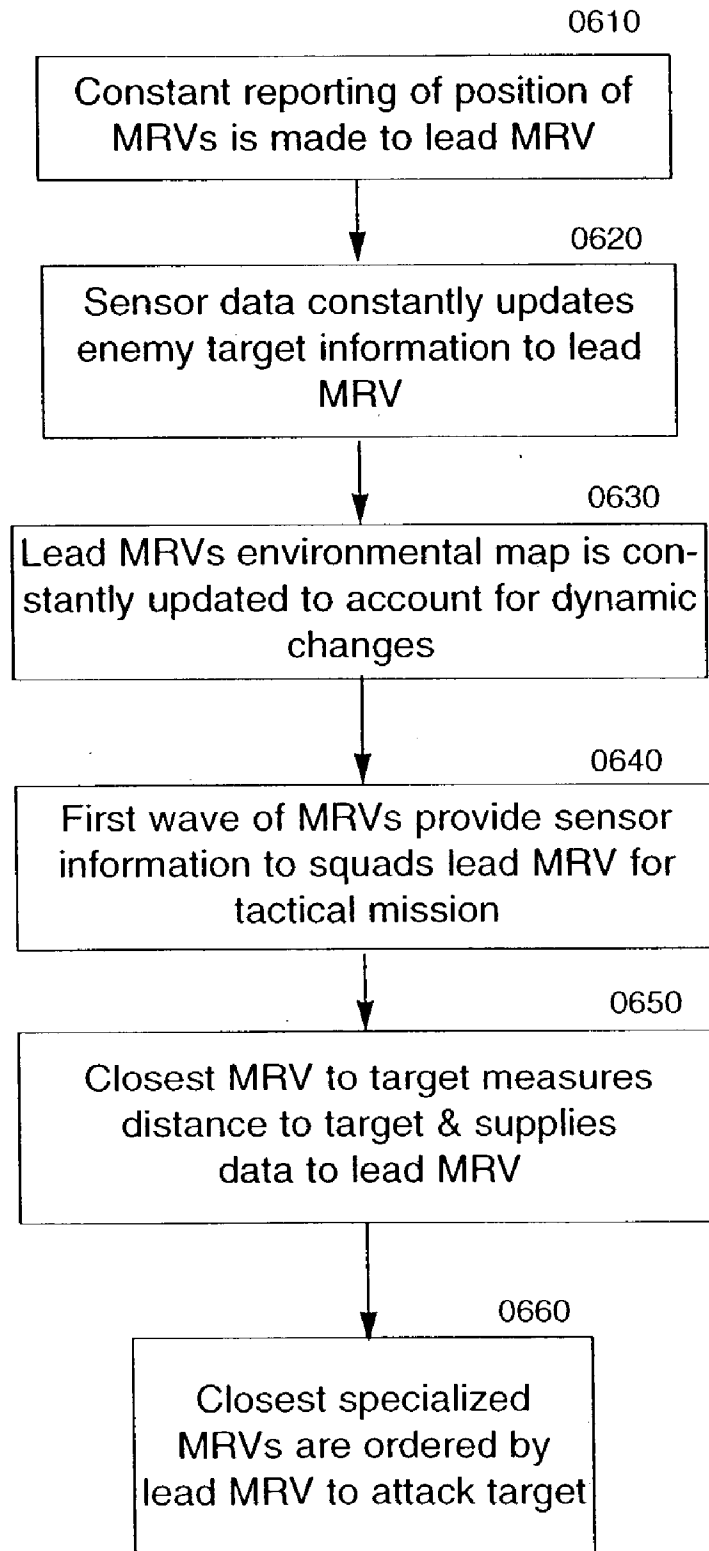 0610
Constant reporting of position of
MRVs is made to lead MRV
0620
Sensor data constantly updates
enemy target information to lead
MRV
0630
Lead MRVs environmental map is con-
stantly updated to account for dynamic
changes
0640
First wave of MRVs provide sensor
information to squads lead MRV for
tactical mission
0650
Closest MRV to target measures
distance to target & supplies
data to lead MRV
0660
Closest specialized
MRVs are ordered by
lead MRV to attack target